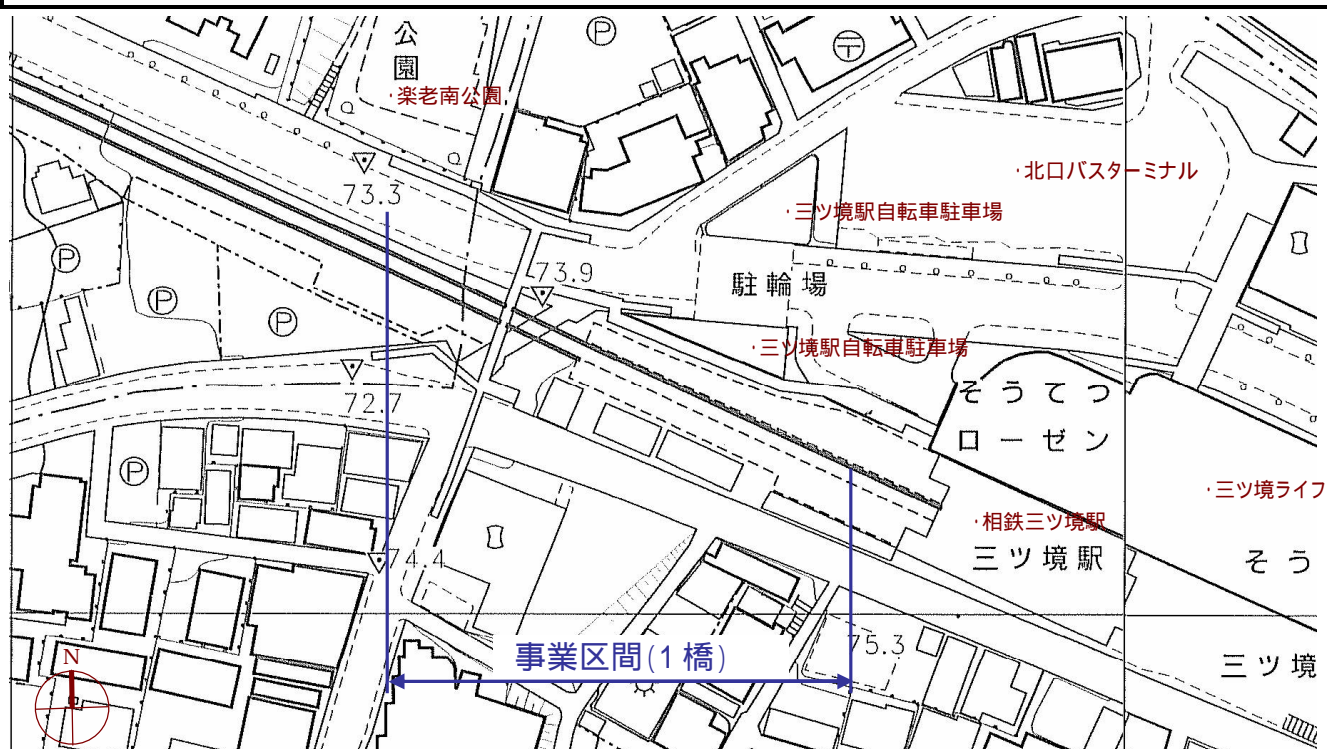 公
園
・楽老南公園
P
〒
73.3
・北口バスターミナル
・三ツ境駅自転車駐車場
P
73.9
駐輪場
P
P
・三ツ境駅自転車駐車場
72.7
そうてつ
ローゼン
P
・三ツ境ライフ
・相鉄三ツ境駅
三ツ境駅
そう
74.4
事業区間(1橋)
75.3
三ツ境
N